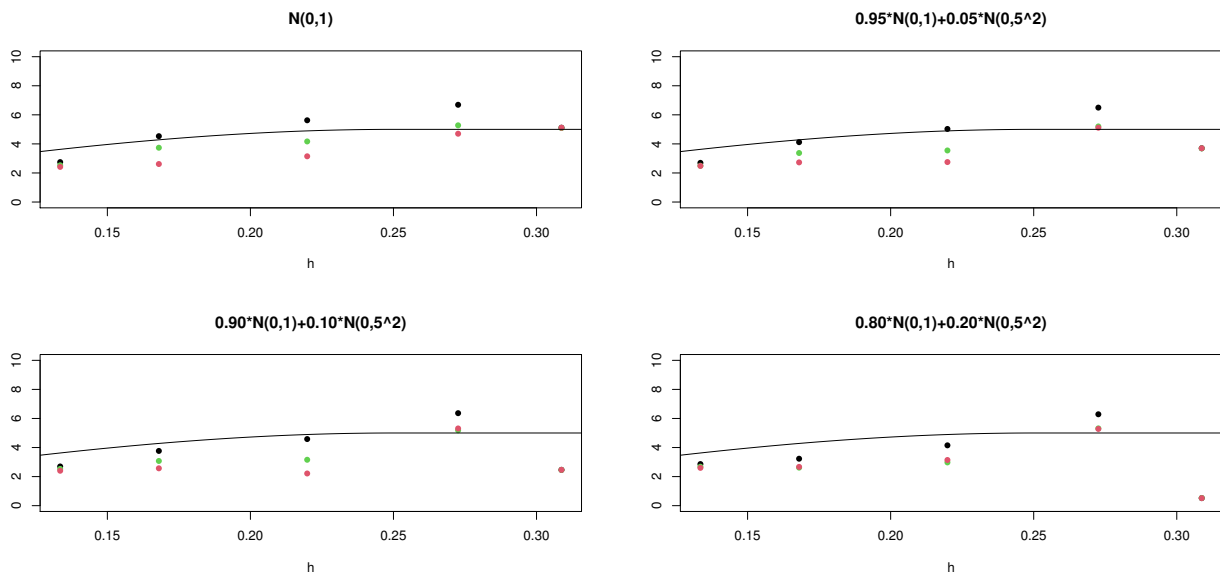 N(0,1)
0 2 4 6 8 10
0.15 0.20 0.25 0.30
h
0.95*N(0,1)+0.05*N(0,5^2)
0 2 4 6 8 10
0.15 0.20 0.25 0.30
h
0.90*N(0,1)+0.10*N(0,5^2)
0 2 4 6 8 10
0.15 0.20 0.25 0.30
h
0.80*N(0,1)+0.20*N(0,5^2)
0 2 4 6 8 10
0.15 0.20 0.25 0.30
h